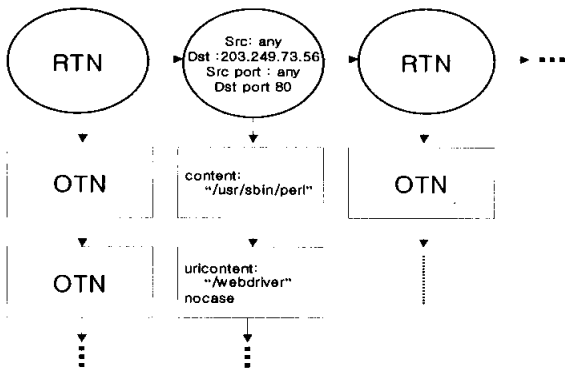 RTN
Src: any
Dst :203.249.73.56
Src port : any
Dst port 80
RTN
OTN
content:
"/usr/sbin/perl"
OTN
OTN
uricontent:
"/webdriver"
nocase